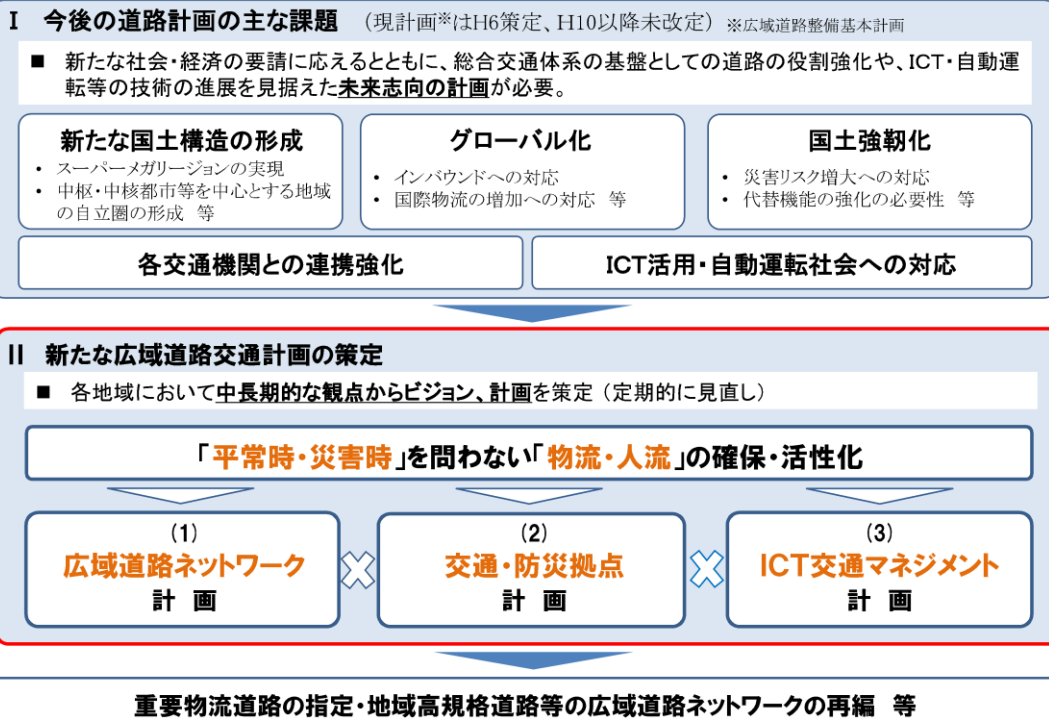 Ⅰ 今後の道路計画の主な課題 (現計画※はH6策定、H10以降未改定) ※広域道路整備基本計画
■ 新たな社会・経済の要請に応えるとともに、総合交通体系の基盤としての道路の役割強化や、ICT・自動運
転等の技術の進展を見据えた未来志向の計画が必要。
新たな国土構造の形成
• スーパーメガリージョンの実現
• 中枢・中核都市等を中心とする地域
の自立圏の形成 等
グローバル化
• インバウンドへの対応
• 国際物流の増加への対応 等
国土強靭化
• 災害リスク増大への対応
• 代替機能の強化の必要性 等
各交通機関との連携強化
ICT活用・自動運転社会への対応
Ⅱ 新たな広域道路交通計画の策定
■ 各地域において中長期的な観点からビジョン、計画を策定(定期的に見直し)
「平常時・災害時」を問わない「物流・人流」の確保・活性化
(1)
広域道路ネットワーク
計 画
(2)
交通・防災拠点
計 画
(3)
ICT交通マネジメント
計 画
重要物流道路の指定・地域高規格道路等の広域道路ネットワークの再編 等